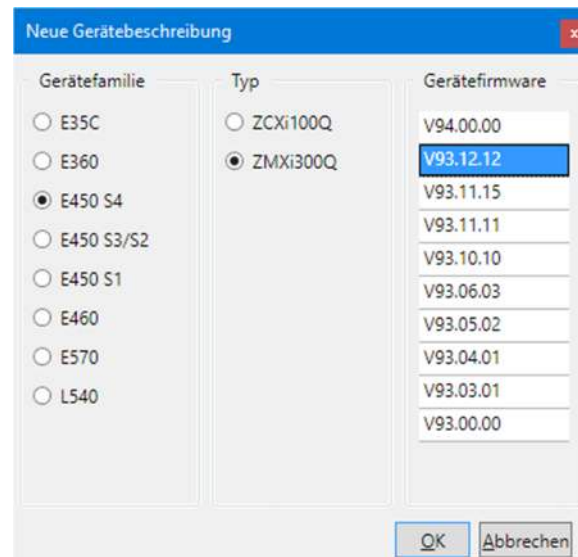 Neue Gerätebeschreibung
x
Gerätefamilie
E35C
E360
E450 S4
E450 S3/S2
E450 S1
E460
E570
L540
Typ
ZCXi100Q
ZMXi300Q
Gerätefirmware
V94.00.00
V93.12.12
V93.11.15
V93.11.11
V93.10.10
V93.06.03
V93.05.02
V93.04.01
V93.03.01
V93.00.00
OK
Abbrechen